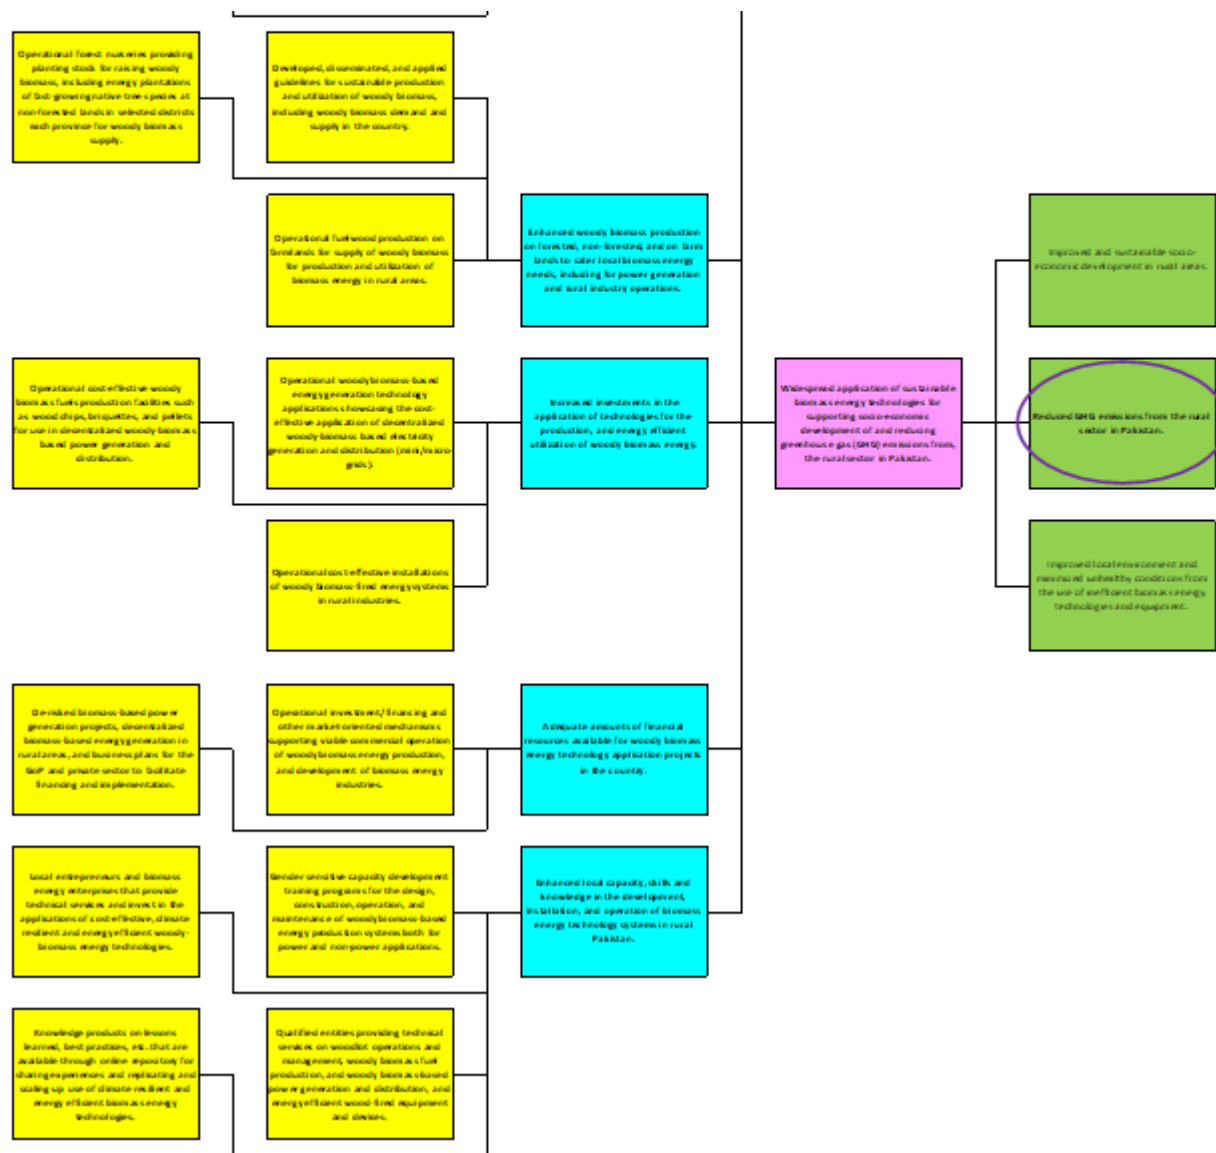 Operational forest nurseries providing
planting stock for raising woody
biomass, including energy plantations
of fast-growing native tree species at
non-forested lands in selected districts
each province for woody biomass
supply.
Developed, disseminated, and applied
guidelines for sustainable production
and utilization of woody biomass,
including woody biomass demand and
supply in the country.
Operational fuelwood production on
farmlands for supply of woody biomass
for production and utilization of
biomass energy in rural areas.
Enhanced woody biomass production
on forested, non-forested, and on farm
lands to cater local biomass energy
needs, including for power generation
and rural industry operations.
Improved and sustainable socio-
economic development in rural areas.
Operational cost-effective woody
biomass fuels production facilities such
as wood chips, briquettes, and pellets
for use in decentralized woody biomass
based power generation and
distribution.
Operational woody biomass-based
energy generation technology
applications showcasing the cost-
effective application of decentralized
woody biomass based electricity
generation and distribution (mini/micro-
grids).
Increased investments in the
application of technologies for the
production, and energy efficient
utilization of woody biomass energy.
Widespread application of sustainable
biomass energy technologies for
supporting socio-economic
development of and reducing
greenhouse gas (GHG) emissions from,
the rural sector in Pakistan.
Reduced GHG emissions from the rural
sector in Pakistan.
Operational cost-effective installations
of woody biomass-fired energy systems
in rural industries.
Improved local environment and
minimized unhealthy conditions from
the use of inefficient biomass energy
technologies and equipment.
De-risked biomass-based power
generation projects, decentralized
biomass-based energy generation in
rural areas, and business plans for the
GoP and private sector to facilitate
financing and implementation.
Operational investment/financing and
other market-oriented mechanisms
supporting viable commercial operation
of woody biomass energy production,
and development of biomass energy
industries.
Adequate amounts of financial
resources available for woody biomass
energy technology application projects
in the country.
Local entrepreneurs and biomass
energy enterprises that provide
technical services and invest in the
applications of cost-effective, climate
resilient and energy efficient woody-
biomass energy technologies.
Gender sensitive capacity development
training programs for the design,
construction, operation, and
maintenance of woody biomass-based
energy production systems both for
power and non-power applications.
Enhanced local capacity, skills and
knowledge in the development,
installation, and operation of biomass
energy technology systems in rural
Pakistan.
Knowledge products on lessons
learned, best practices, etc. that are
available through online repository for
sharing experiences and replicating and
scaling-up use of climate resilient and
energy efficient biomass energy
technologies.
Qualified entities providing technical
services on woodlot operations and
management, woody biomass fuel
production, and woody biomass-based
power generation and distribution, and
energy efficient wood-fired equipment
and devices.